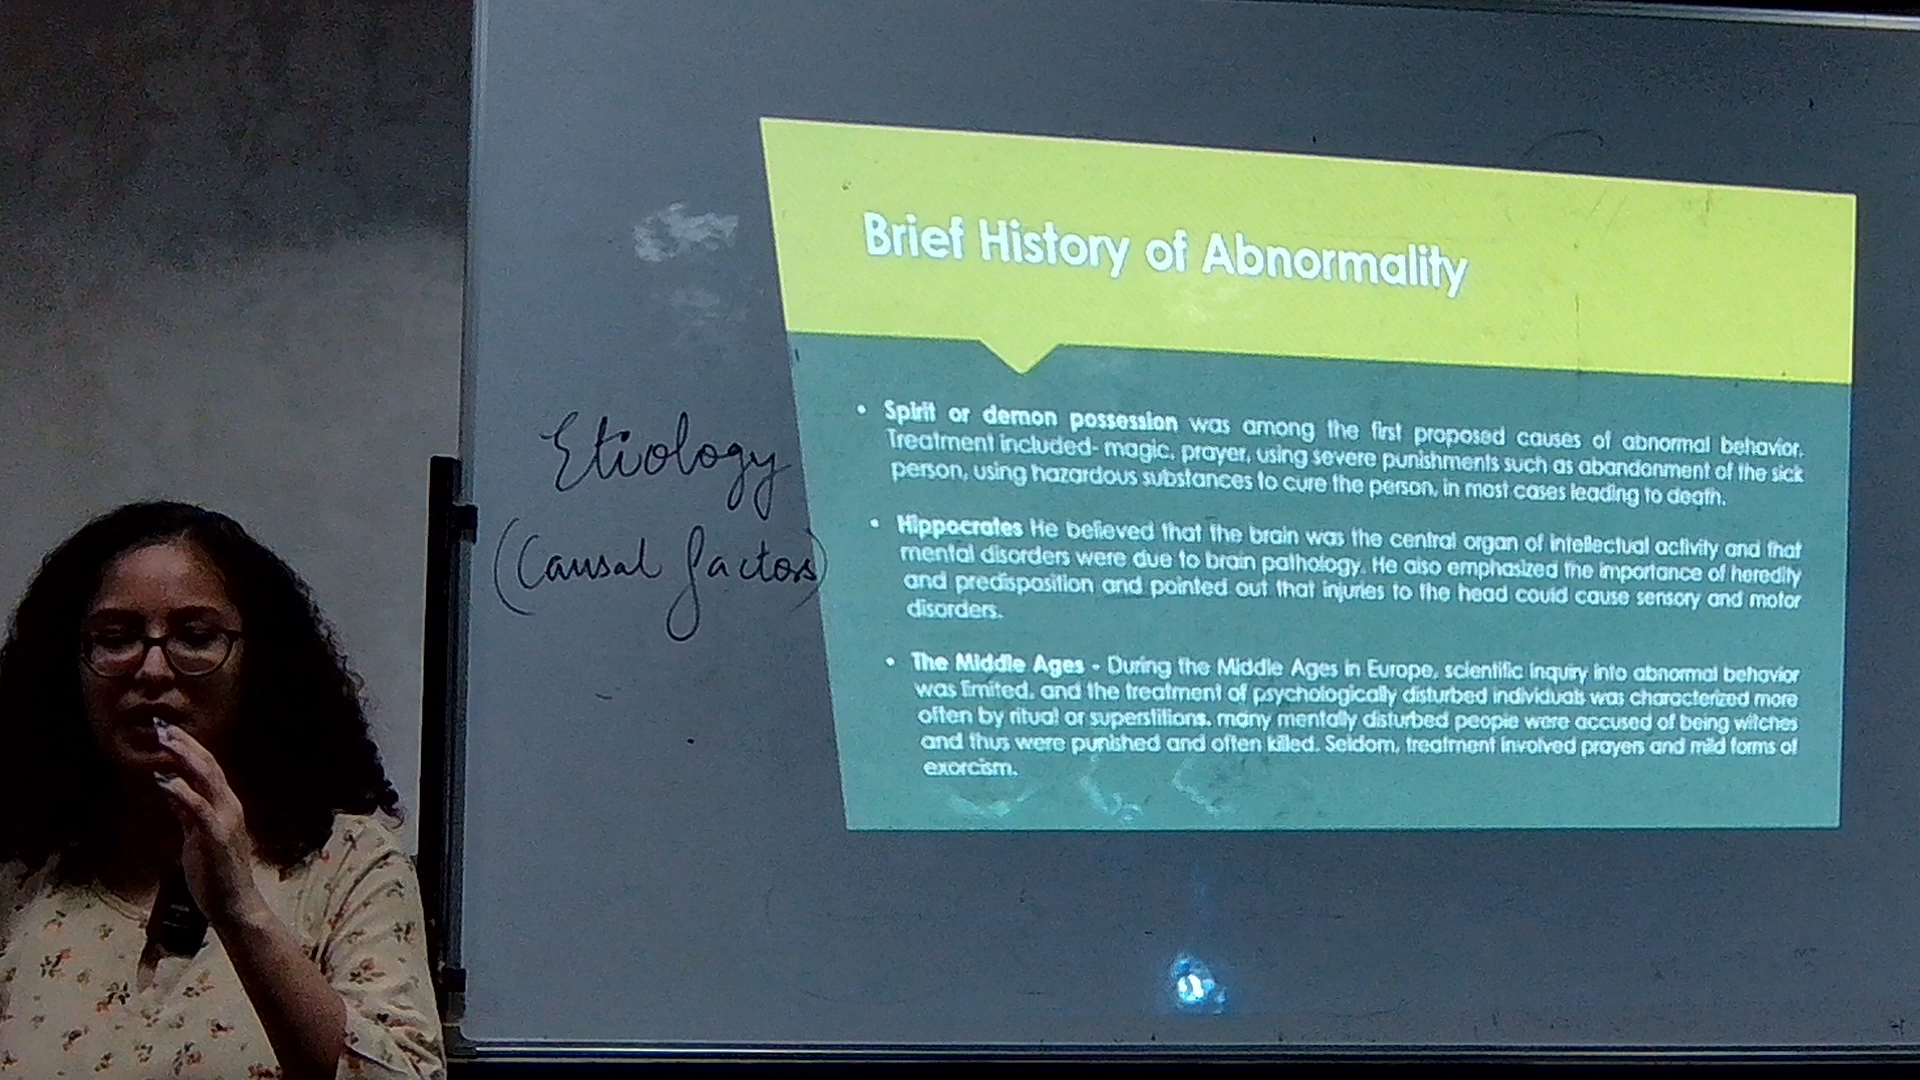 Brief History of Abnormality
Etiology
(Causal factors)
• Spirit or demon possession was among the first proposed causes of abnormal behavior.
Treatment included- magic, prayer, using severe punishments such as abandonment of the sick
person, using hazardous substances to cure the person, in most cases leading to death.
• Hippocrates He believed that the brain was the central organ of intellectual activity and that
mental disorders were due to brain pathology. He also emphasized the importance of heredity
and predisposition and pointed out that injuries to the head could cause sensory and motor
disorders.
• The Middle Ages - During the Middle Ages in Europe, scientific inquiry into abnormal behavior
was limited, and the treatment of psychologically disturbed individuals was characterized more
often by ritual or superstitions. many mentally disturbed people were accused of being witches
and thus were punished and often killed. Seldom, treatment involved prayers and mild forms of
exorcism.